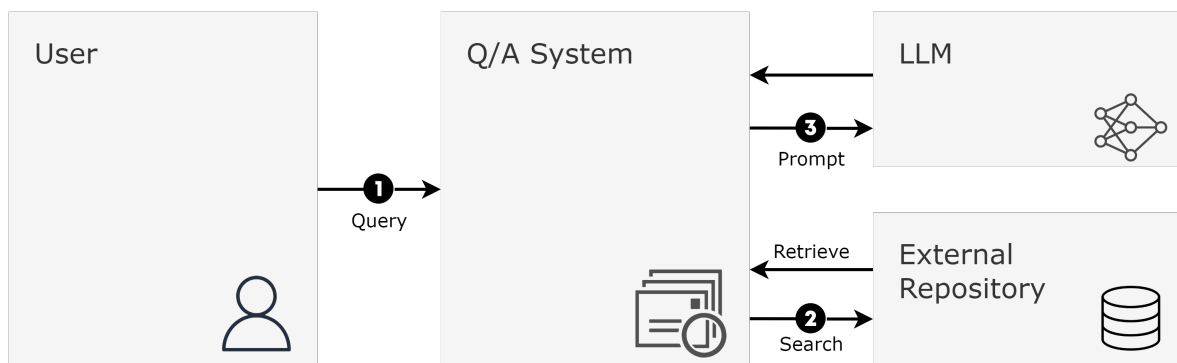 User
Q/A System
LLM
3
Prompt
1
Query
Retrieve
External
Repository
2
Search